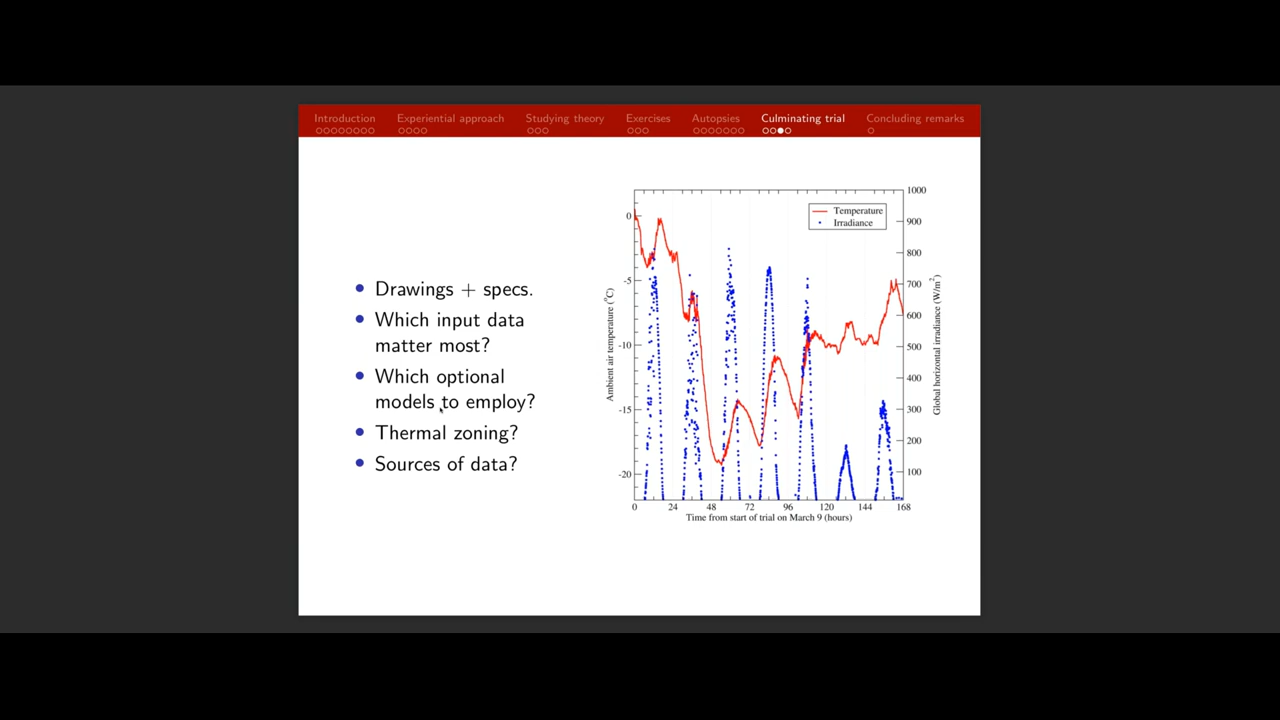 Introduction
Experiential approach
Studying theory
Exercises
Autopsies
Culminating trial
Concluding remarks
• Drawings + specs.
• Which input data
matter most?
• Which optional
models to employ?
• Thermal zoning?
• Sources of data?
Temperature
Irradiance
Ambient air temperature (°C)
0
-5
-10
-15
-20
1000
900
800
700
600
500
400
300
200
100
Global horizontal irradiance (W/m²)
0 24 48 72 96 120 144 168
Time from start of trial on March 9 (hours)